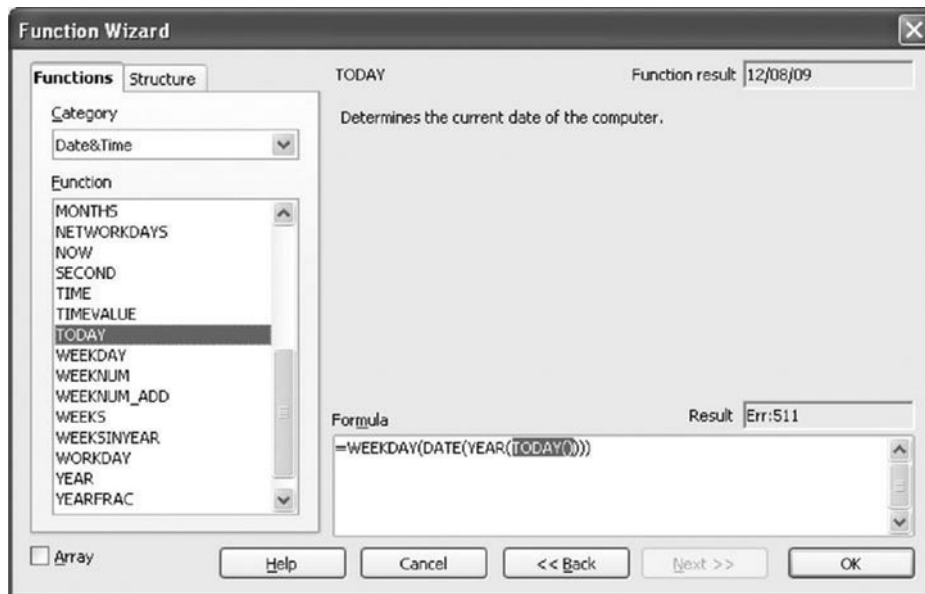 Function Wizard
Functions Structure
Category
Date&Time
Function
MONTHS
NETWORKDAYS
NOW
SECOND
TIME
TIMEVALUE
TODAY
WEEKDAY
WEEKNUM
WEEKNUM_ADD
WEEKS
WEEKSINYEAR
WORKDAY
YEAR
YEARFRAC
TODAY Function result 12/08/09
Determines the current date of the computer.
Formula Result Err:511
=WEEKDAY(DATE(YEAR(TODAY())))
Array Help Cancel << Back Next >> OK